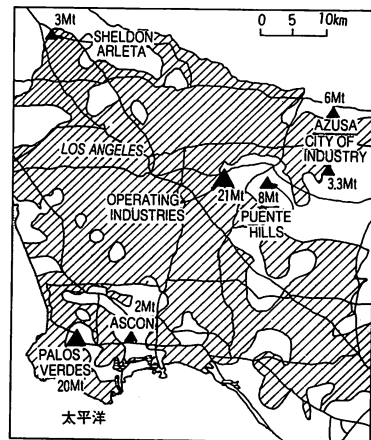 0 5 10km
3Mt
SHELDON
ARLETA
6Mt
AZUSA
LOS ANGELES
CITY OF
INDUSTRY
OPERATING
INDUSTRIES
21Mt
8Mt
3.3Mt
PUENTE
HILLS
2Mt
ASCON
PALOS
VERDES
20Mt
太平洋